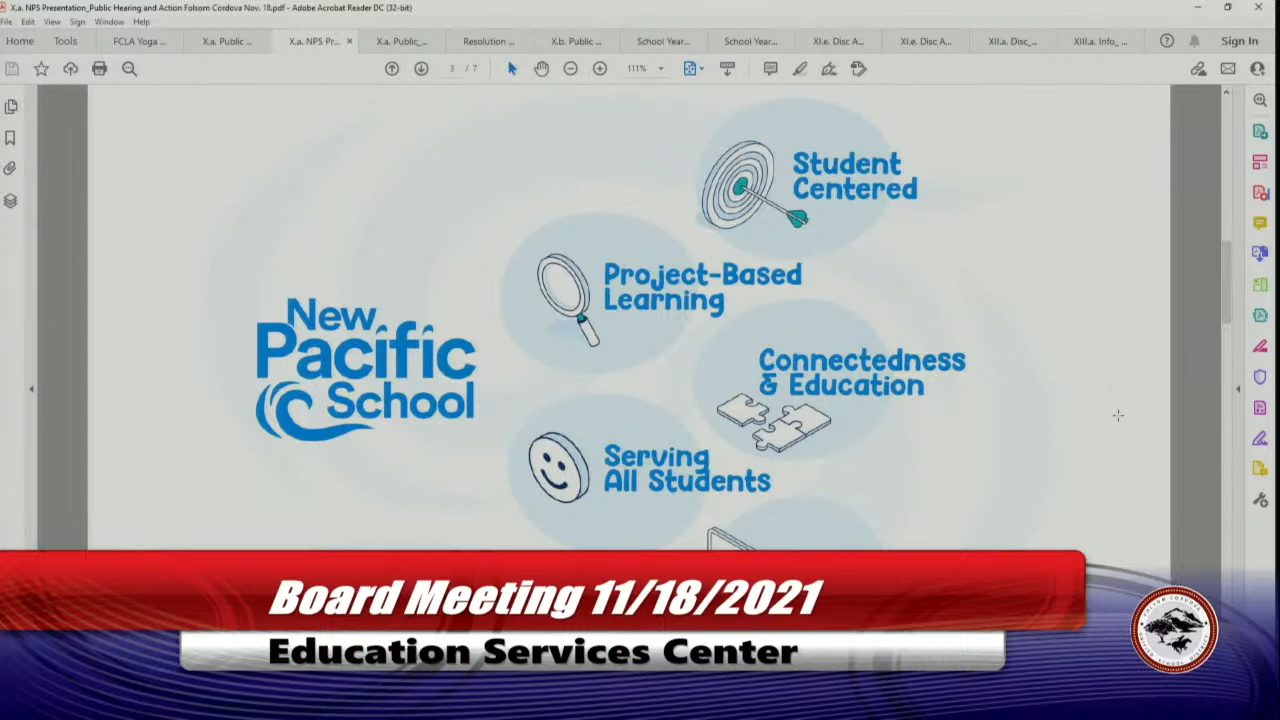 X.a. NPS Presentation_Public Hearing and Action Folsom Cordova Nov. 18.pdf - Adobe Acrobat Reader DC (32-bit)
File Edit View Sign Window Help
Home Tools FCLA Yoga ... X.a. Public ... X.a. NPS Pr... × X.a. Public_... Resolution ... X.b. Public ... School Year... School Year... XI.e. Disc A... XI.e. Disc A... XII.a. Disc_... XIII.a. Info_ ... Sign In
3 / 7 111%
Student
Centered
Project-Based
Learning
New
Pacific
School
Connectedness
& Education
Serving
All Students
Board Meeting 11/18/2021
Education Services Center
FOLSOM CORDOVA